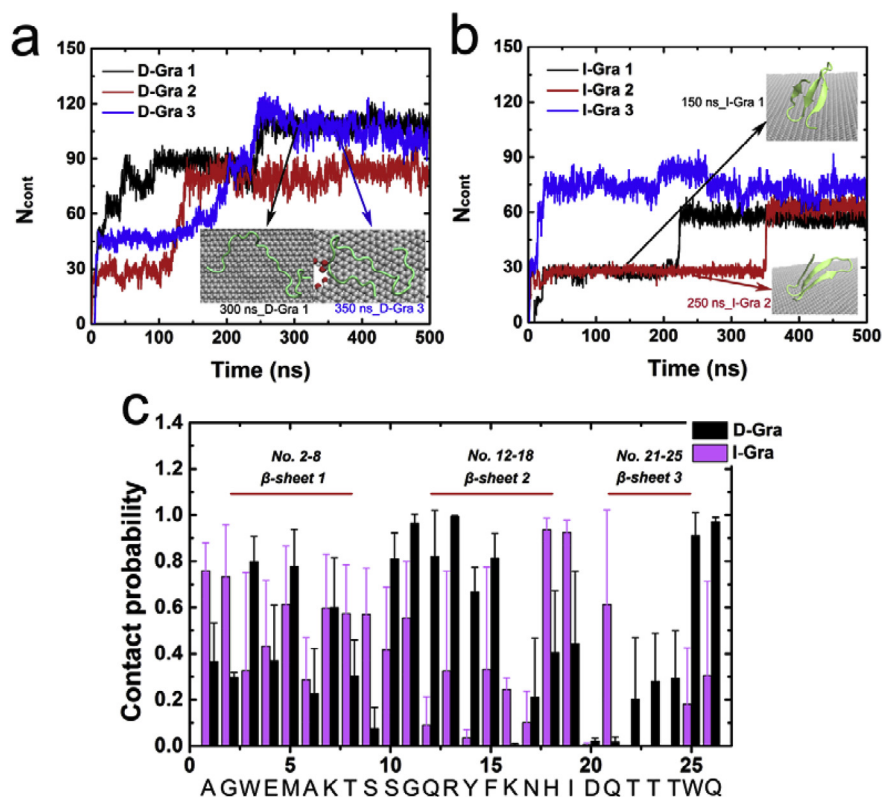 a
150
120
90
60
30
0
Ncont
D-Gra 1
D-Gra 2
D-Gra 3
300 ns_D-Gra 1
350 ns_D-Gra 3
0 100 200 300 400 500
Time (ns)
b
150
120
90
60
30
0
Ncont
I-Gra 1
I-Gra 2
I-Gra 3
150 ns_I-Gra 1
250 ns_I-Gra 2
0 100 200 300 400 500
Time (ns)
c
1.4
1.2
1.0
0.8
0.6
0.4
0.2
0.0
Contact probability
D-Gra
I-Gra
No. 2-8
β-sheet 1
No. 12-18
β-sheet 2
No. 21-25
β-sheet 3
0 5 10 15 20 25
A G W E M A K T S S G Q R Y F K N H I D Q T T T W Q